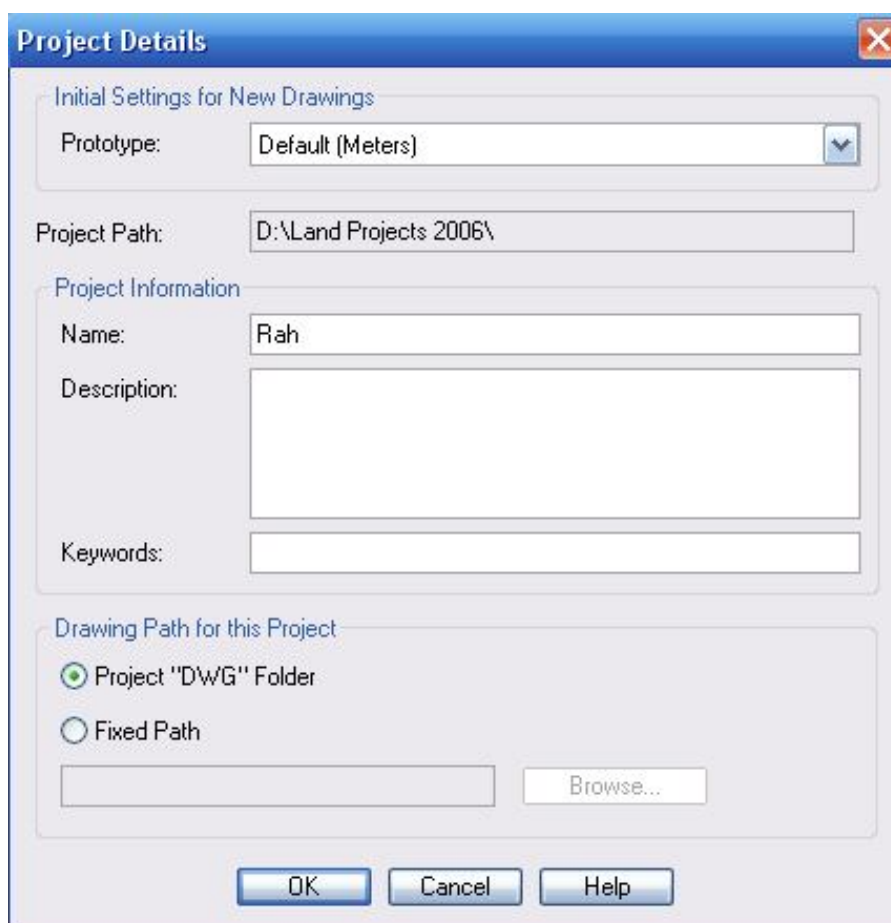 Project Details
Initial Settings for New Drawings
Prototype: Default (Meters)
Project Path: D:\Land Projects 2006\
Project Information
Name: Rah
Description:
Keywords:
Drawing Path for this Project
Project "DWG" Folder
Fixed Path
Browse...
OK Cancel Help